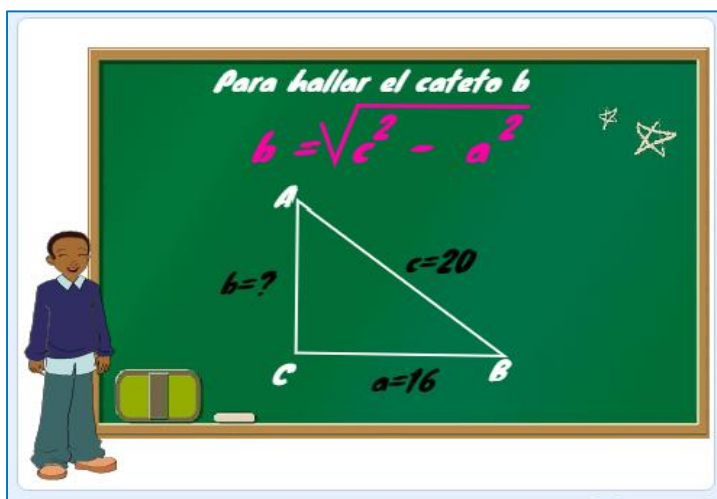 Para hallar el cateto b
b = √c² - a²
A
c=20
b=?
C
B
a=16